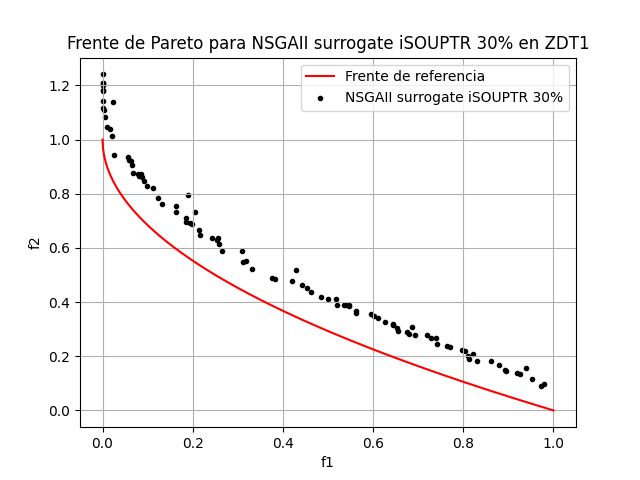 Frente de Pareto para NSGAII surrogate iSOUPTR 30% en ZDT1
Frente de referencia
NSGAII surrogate iSOUPTR 30%
1.2
1.0
0.8
0.6
0.4
0.2
0.0
f2
0.0 0.2 0.4 0.6 0.8 1.0
f1